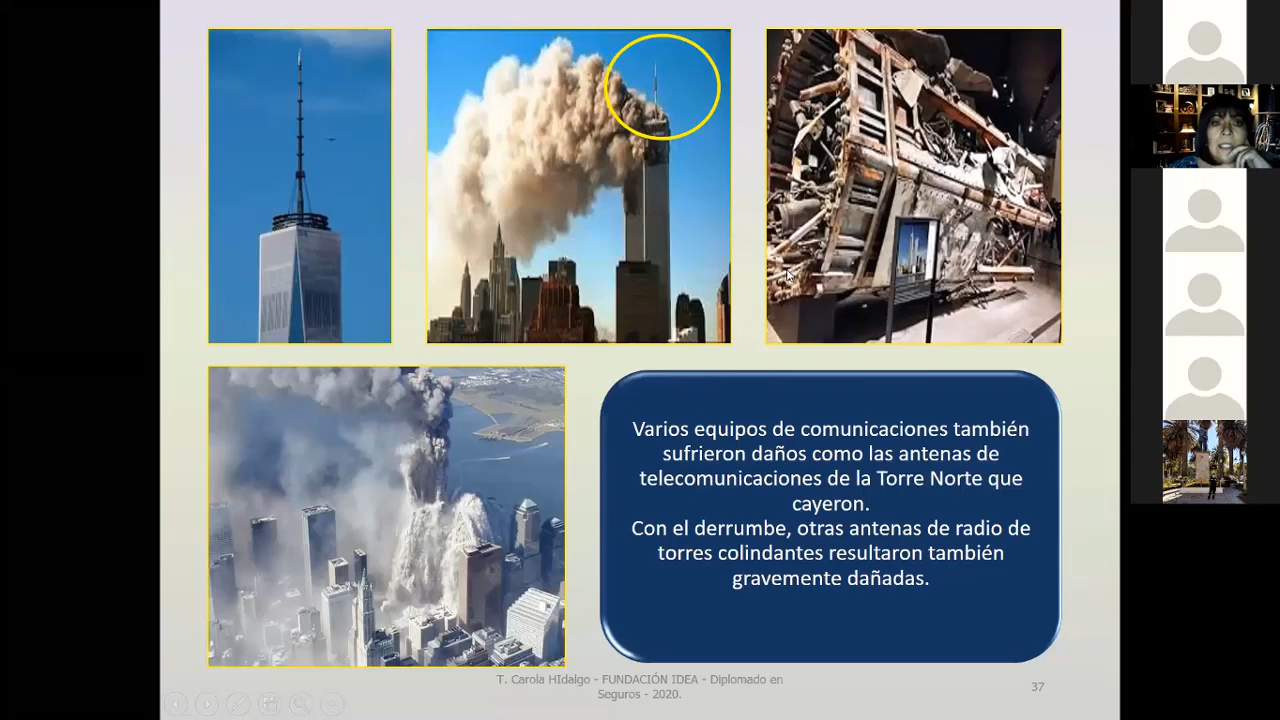 Varios equipos de comunicaciones también
sufrieron daños como las antenas de
telecomunicaciones de la Torre Norte que
cayeron.
Con el derrumbe, otras antenas de radio de
torres colindantes resultaron también
gravemente dañadas.
T. Carola HIdalgo - FUNDACIÓN IDEA - Diplomado en
Seguros - 2020.
37